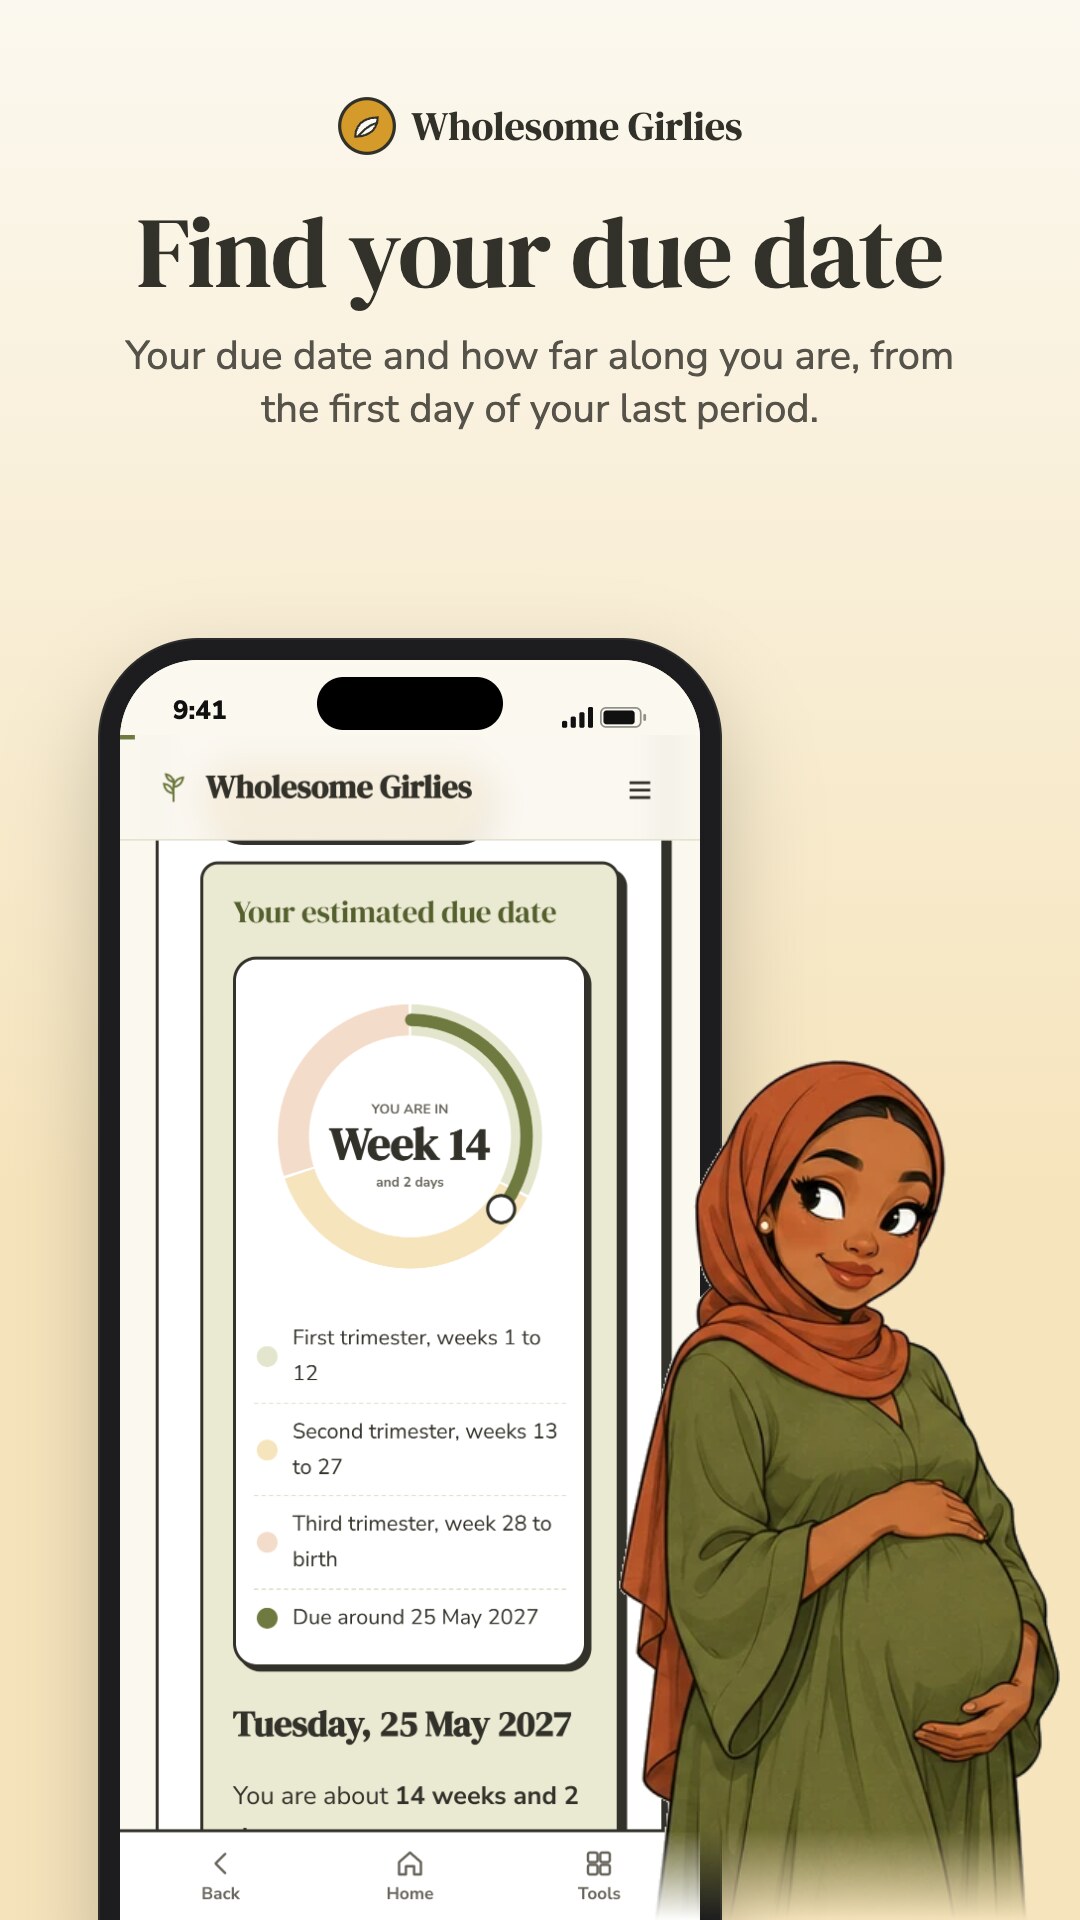 Wholesome Girlies
Find your due date
Your due date and how far along you are, from
the first day of your last period.
9:41
Wholesome Girlies
Your estimated due date
YOU ARE IN
Week 14
and 2 days
First trimester, weeks 1 to
12
Second trimester, weeks 13
to 27
Third trimester, week 28 to
birth
Due around 25 May 2027
Tuesday, 25 May 2027
You are about 14 weeks and 2
Back
Home
Tools